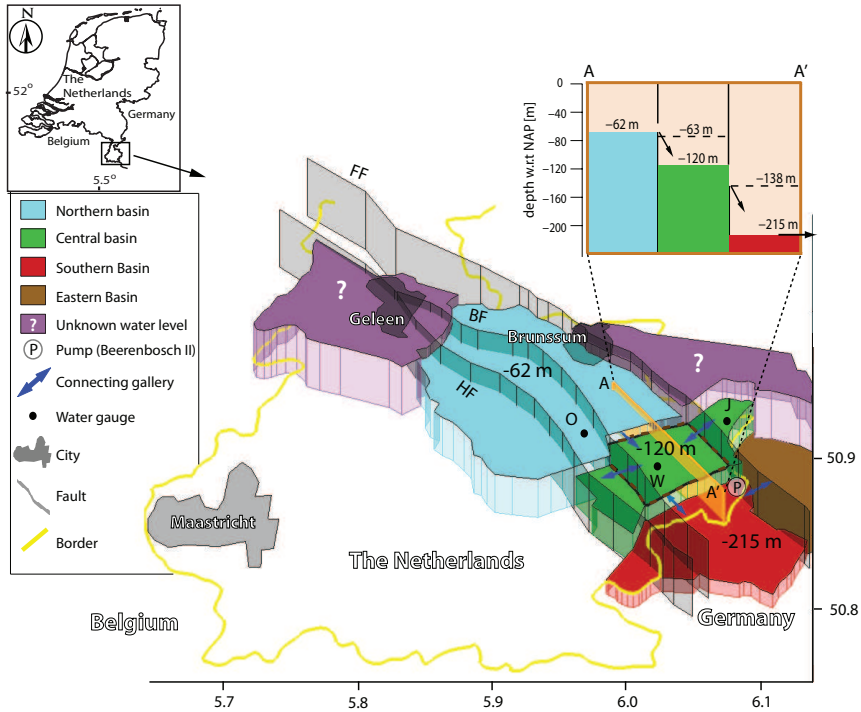 N
The
Netherlands
52°
Germany
Belgium
5.5°
Northern basin
Central basin
Southern Basin
Eastern Basin
? Unknown water level
P Pump (Beerenbosch II)
Connecting gallery
Water gauge
City
Fault
Border
A A'
depth w.r.t NAP [m]
0
−40
−80
−120
−160
−200
−62 m
−63 m
−120 m
−138 m
−215 m
FF
?
Geleen
BF
Brunssum
?
-62 m
HF
A
O
J
-120 m
W
A'
P
-215 m
Maastricht
The Netherlands
Belgium
Germany
50.9
50.8
5.7 5.8 5.9 6.0 6.1